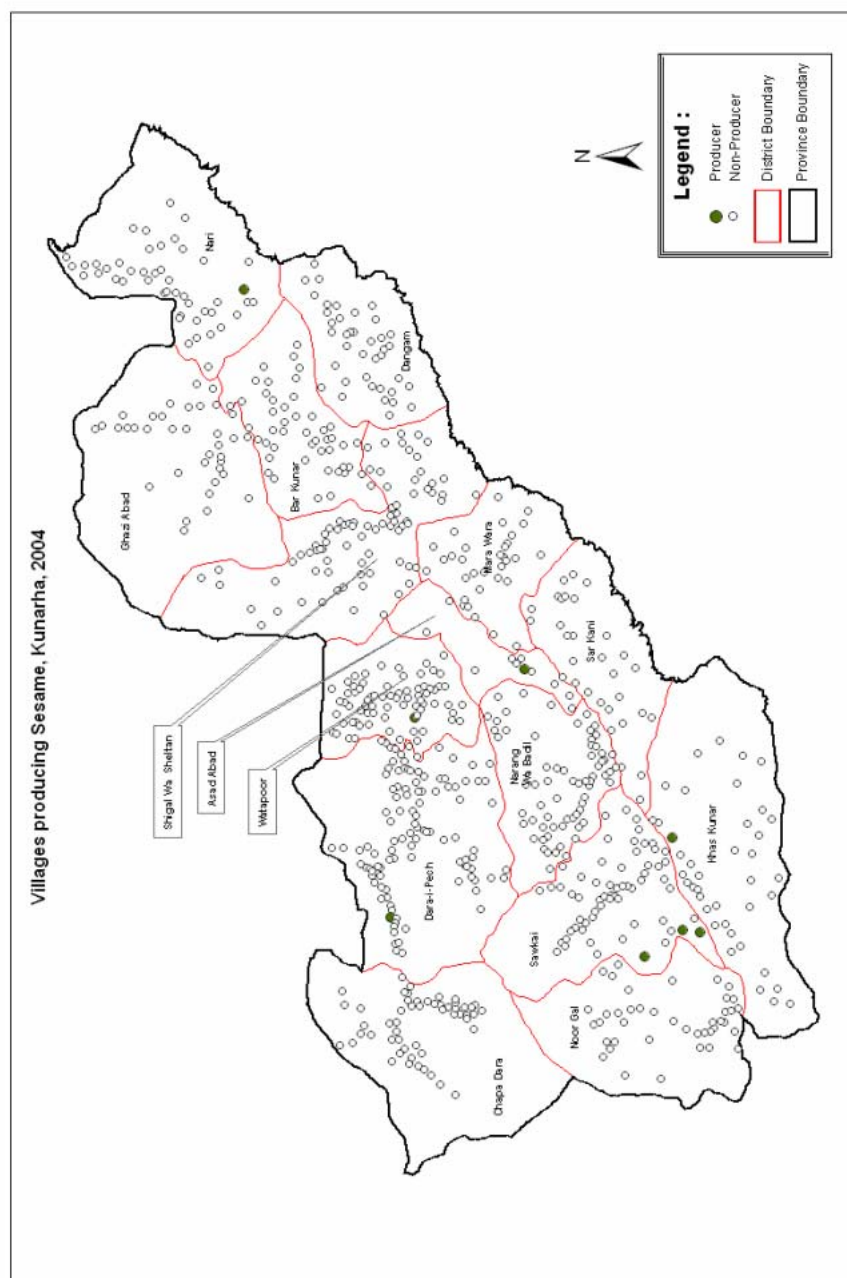 Villages producing Sesame, Kunarha, 2004
Shigal Wa Sheltan
Asad Abad
Watapoor
Nari
Ghazi Abad
Bar Kunar
Dangam
Mara Wara
Sar Kani
Narang
Wa Badil
Dara-i-Pech
Khas Kunar
Sawkai
Noor Gal
Chapa Dara
N
Legend :
Producer
Non-Producer
District Boundary
Province Boundary